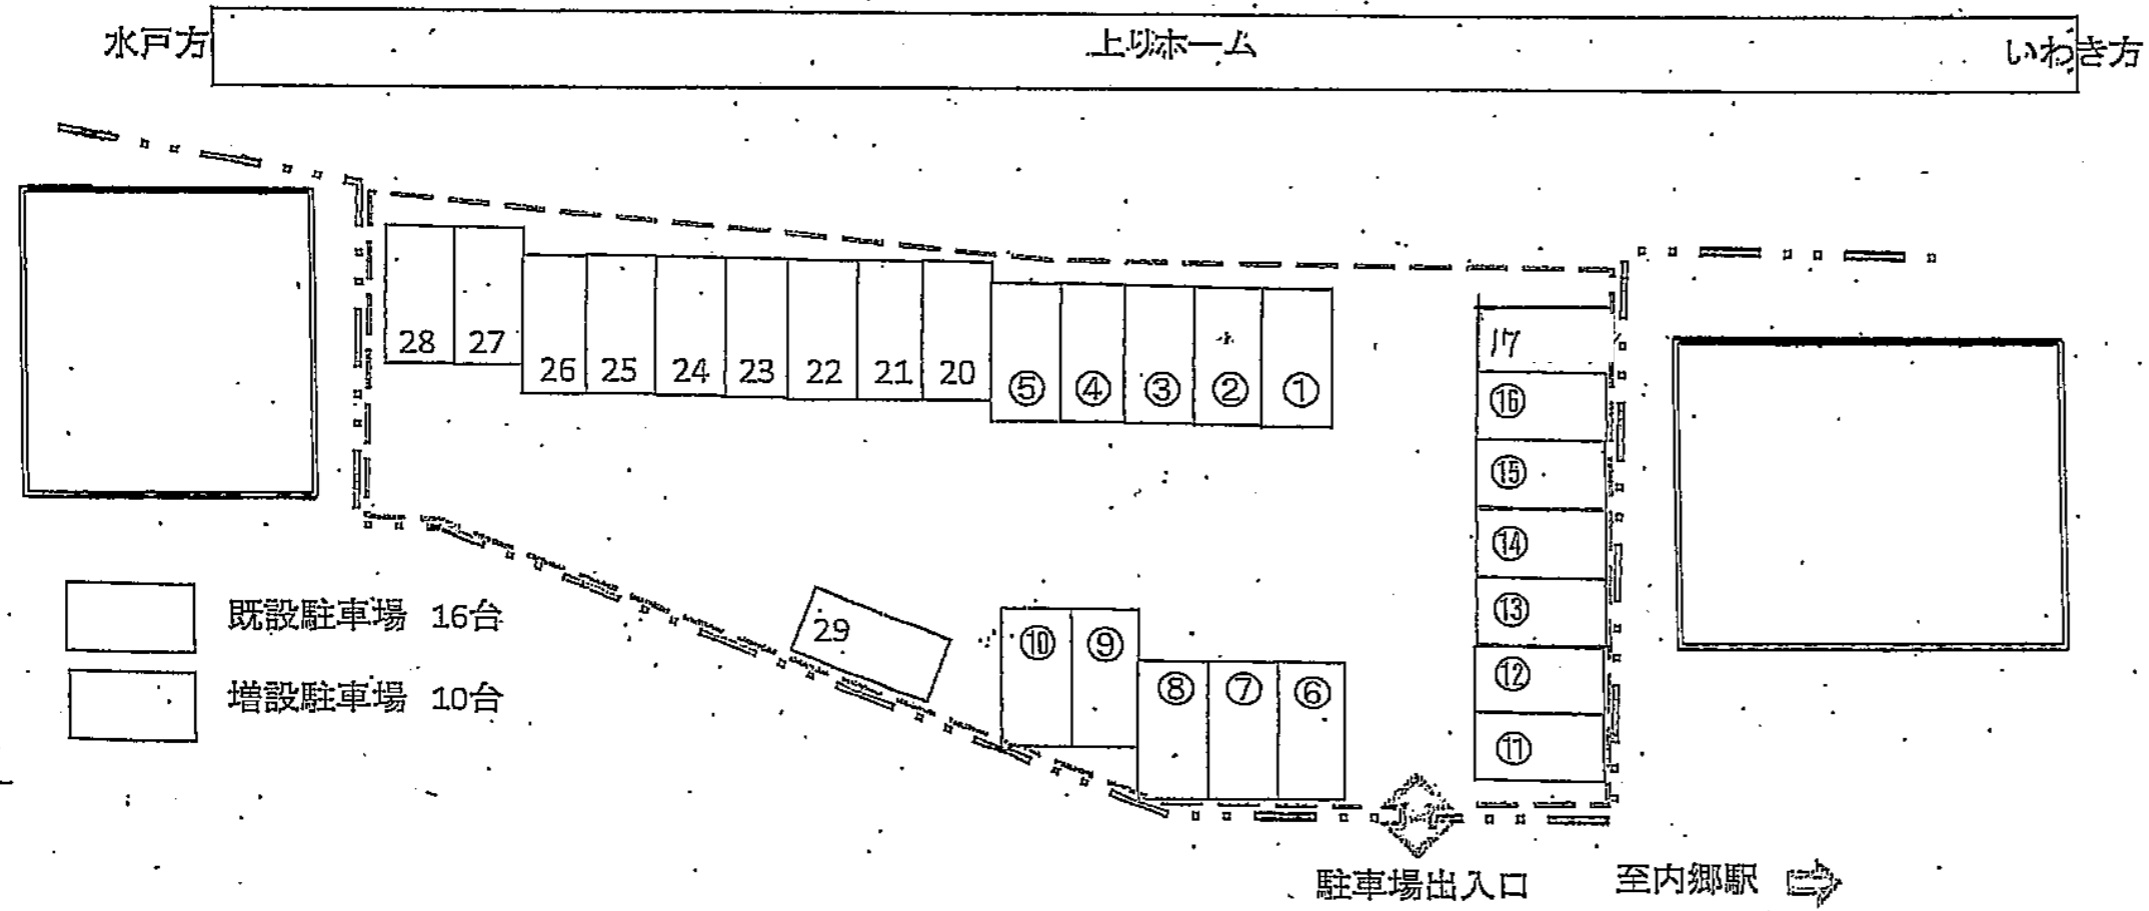 水戸方 上りホーム いわき方
28 27 26 25 24 23 22 21 20 ⑤ ④ ③ ② ①
17
⑯
⑮
⑭
⑬
⑫
⑪
29 ⑩ ⑨ ⑧ ⑦ ⑥
既設駐車場 16台
増設駐車場 10台
駐車場出入口 至内郷駅